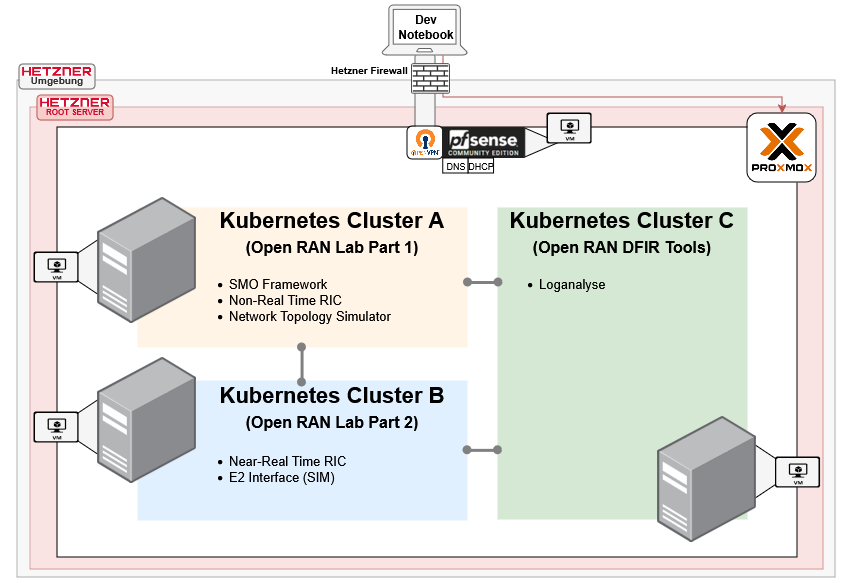 Dev
Notebook
Hetzner Firewall
HETZNER
Umgebung
HETZNER
ROOT SERVER
OPENVPN
pfsense
COMMUNITY EDITION
DNS
DHCP
VM
PROXMOX
Kubernetes Cluster A
(Open RAN Lab Part 1)
SMO Framework
Non-Real Time RIC
Network Topology Simulator
VM
Kubernetes Cluster C
(Open RAN DFIR Tools)
Loganalyse
Kubernetes Cluster B
(Open RAN Lab Part 2)
Near-Real Time RIC
E2 Interface (SIM)
VM
VM